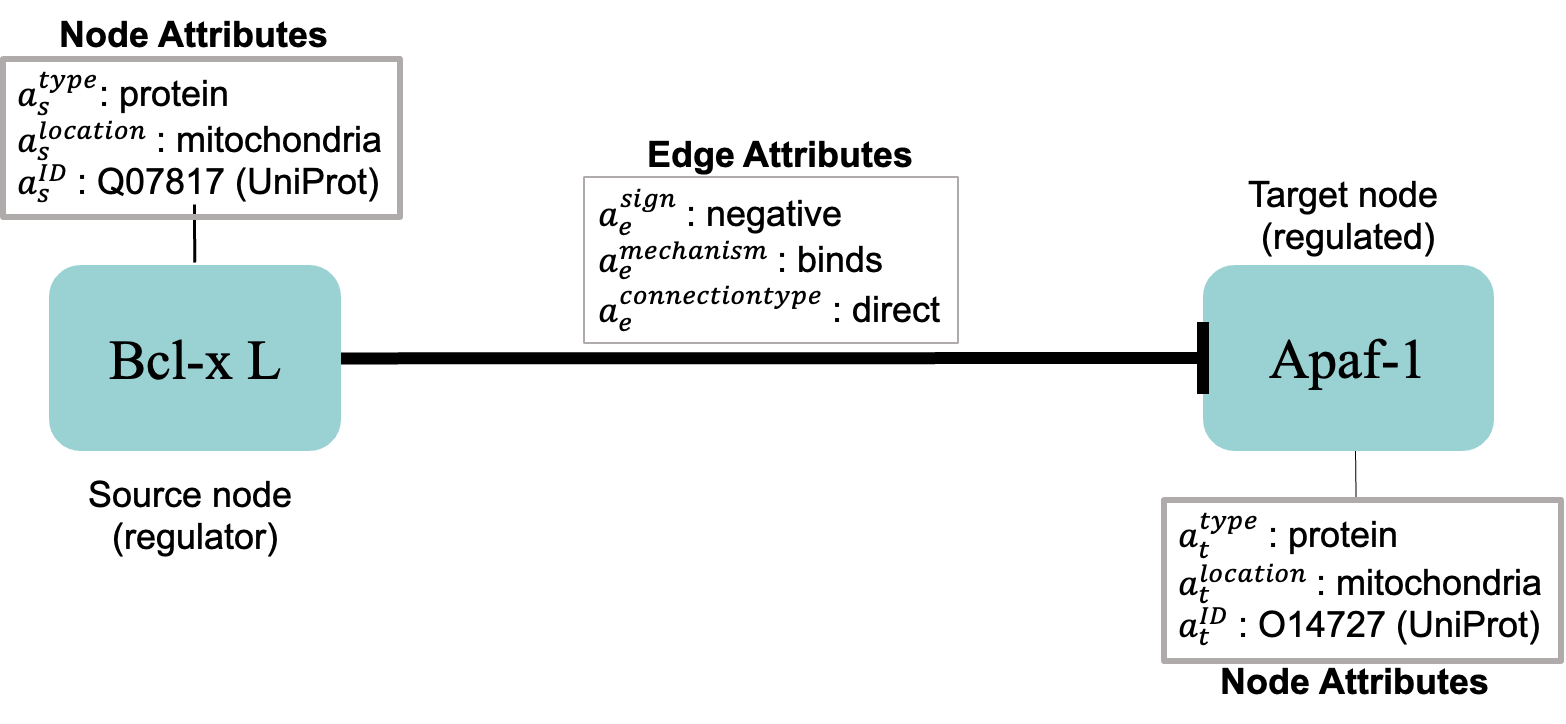 Node Attributes
a_s^{type}: protein
a_s^{location} : mitochondria
a_s^{ID} : Q07817 (UniProt)
Edge Attributes
a_e^{sign} : negative
a_e^{mechanism} : binds
a_e^{connectiontype} : direct
Target node
(regulated)
Bcl-x L
Apaf-1
Source node
(regulator)
a_t^{type} : protein
a_t^{location} : mitochondria
a_t^{ID} : O14727 (UniProt)
Node Attributes